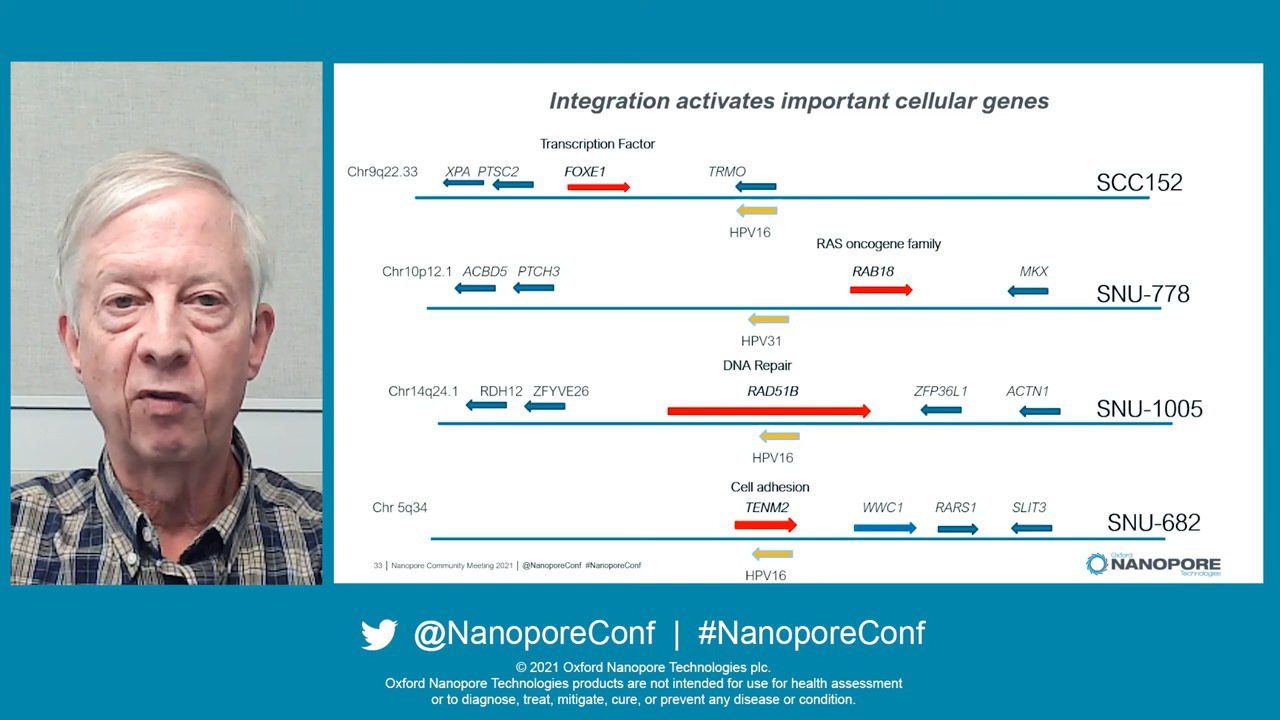 Integration activates important cellular genes
Transcription Factor
Chr9q22.33 XPA PTSC2 FOXE1 TRMO
SCC152
HPV16
RAS oncogene family
Chr10p12.1 ACBD5 PTCH3 RAB18 MKX
SNU-778
HPV31
DNA Repair
Chr14q24.1 RDH12 ZFYVE26 RAD51B ZFP36L1 ACTN1
SNU-1005
HPV16
Cell adhesion
Chr 5q34 TENM2 WWC1 RARS1 SLIT3
SNU-682
HPV16
33 | Nanopore Community Meeting 2021 | @NanoporeConf #NanoporeConf
Oxford
NANOPORE
Technologies
@NanoporeConf | #NanoporeConf
© 2021 Oxford Nanopore Technologies plc.
Oxford Nanopore Technologies products are not intended for use for health assessment
or to diagnose, treat, mitigate, cure, or prevent any disease or condition.